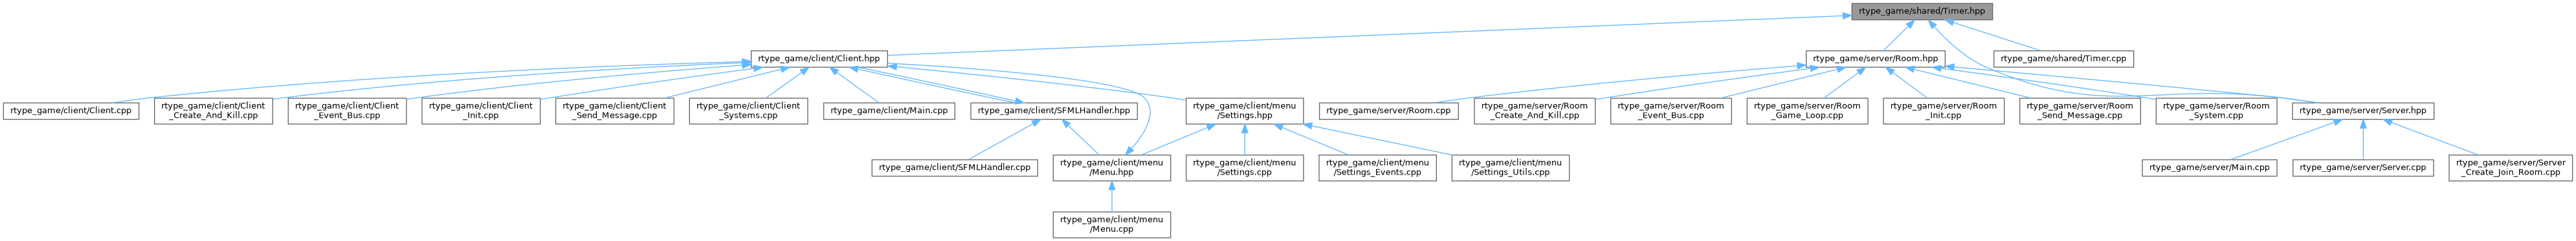 rtype_game/shared/Timer.hpp
rtype_game/client/Client.hpp
rtype_game/server/Room.hpp
rtype_game/shared/Timer.cpp
rtype_game/client/Client.cpp
rtype_game/client/Client
_Create_And_Kill.cpp
rtype_game/client/Client
_Event_Bus.cpp
rtype_game/client/Client
_Init.cpp
rtype_game/client/Client
_Send_Message.cpp
rtype_game/client/Client
_Systems.cpp
rtype_game/client/Main.cpp
rtype_game/client/SFMLHandler.hpp
rtype_game/client/menu
/Settings.hpp
rtype_game/server/Room.cpp
rtype_game/server/Room
_Create_And_Kill.cpp
rtype_game/server/Room
_Event_Bus.cpp
rtype_game/server/Room
_Game_Loop.cpp
rtype_game/server/Room
_Init.cpp
rtype_game/server/Room
_Send_Message.cpp
rtype_game/server/Room
_System.cpp
rtype_game/server/Server.hpp
rtype_game/client/SFMLHandler.cpp
rtype_game/client/menu
/Menu.hpp
rtype_game/client/menu
/Settings.cpp
rtype_game/client/menu
/Settings_Events.cpp
rtype_game/client/menu
/Settings_Utils.cpp
rtype_game/server/Main.cpp
rtype_game/server/Server.cpp
rtype_game/server/Server
_Create_Join_Room.cpp
rtype_game/client/menu
/Menu.cpp